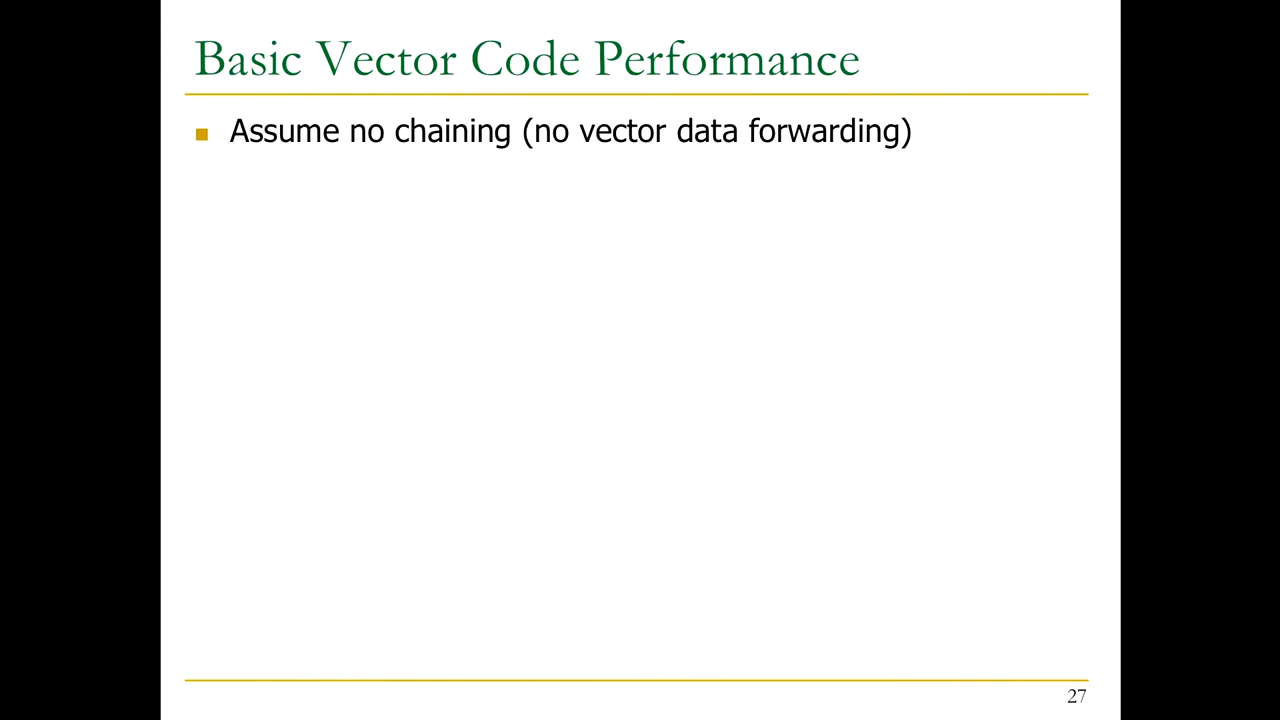 Basic Vector Code Performance
Assume no chaining (no vector data forwarding)
27